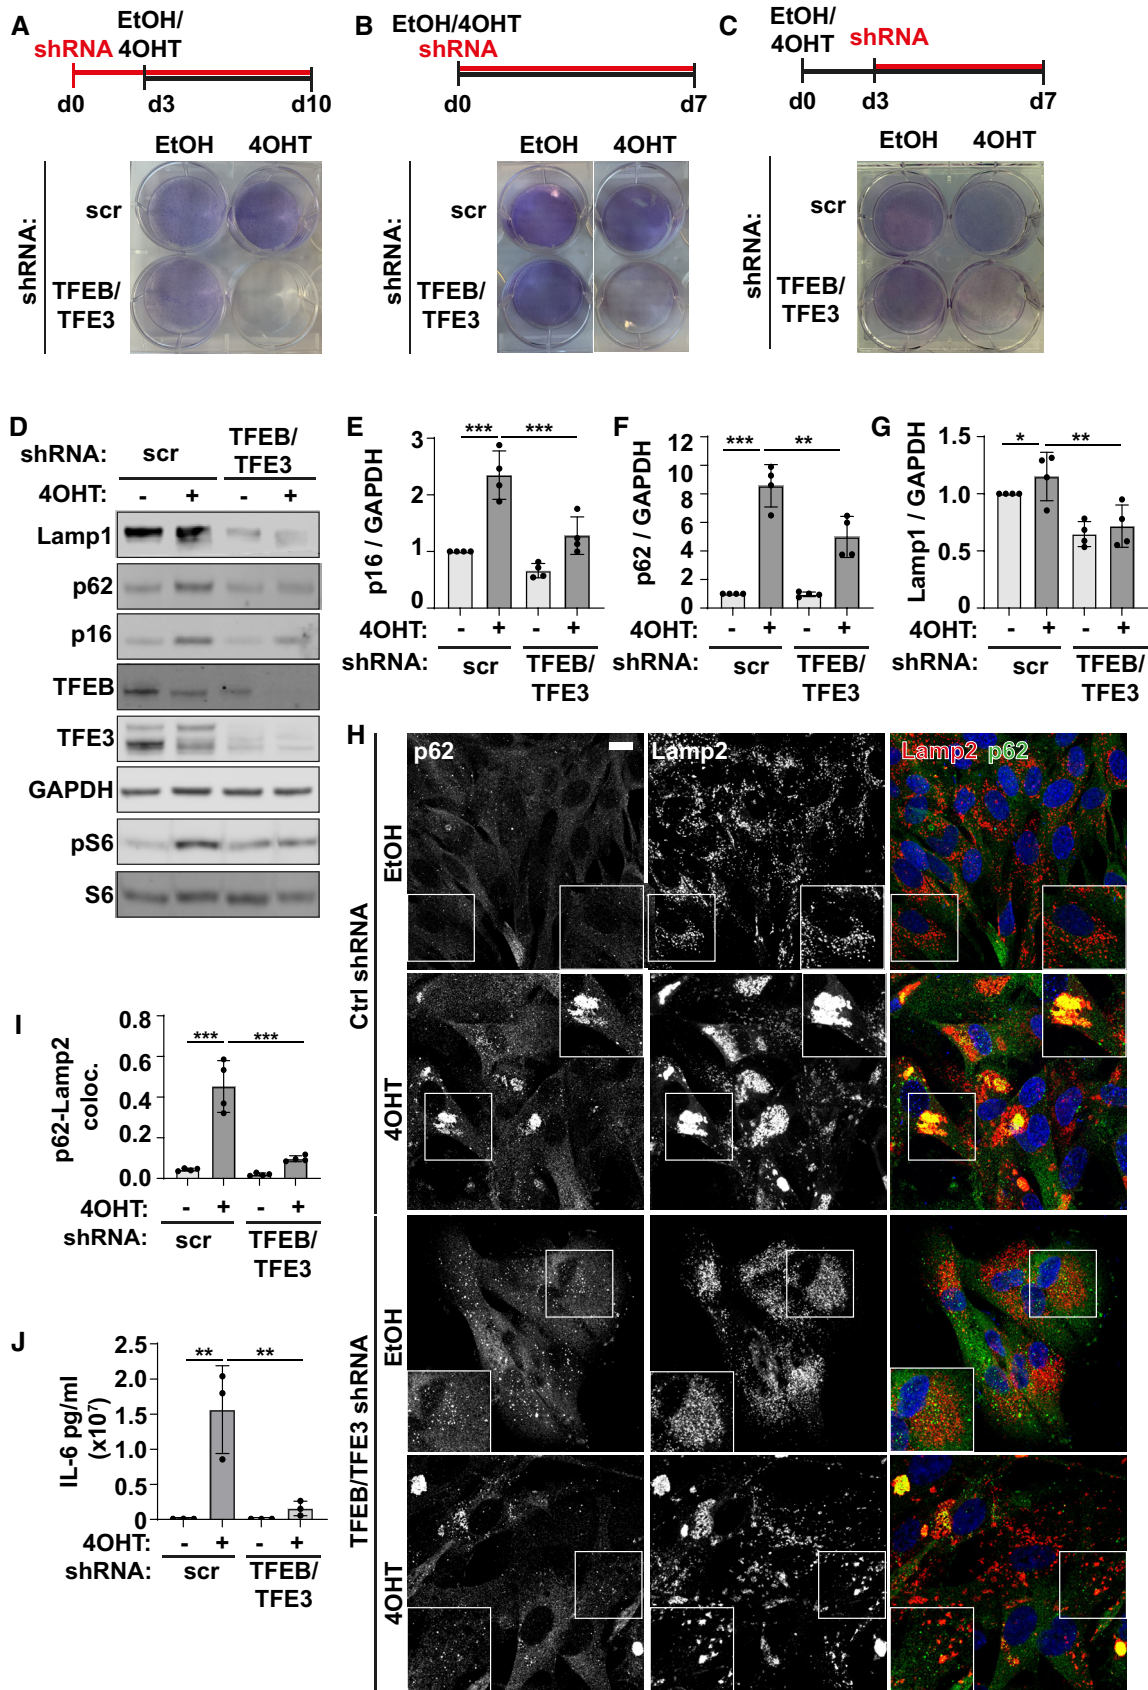 A
EtOH/
shRNA 4OHT
d0 d3 d10
EtOH 4OHT
shRNA:
scr
TFEB/
TFE3
B
EtOH/4OHT
shRNA
d0 d7
EtOH 4OHT
shRNA:
scr
TFEB/
TFE3
C
EtOH/
4OHT shRNA
d0 d3 d7
EtOH 4OHT
shRNA:
scr
TFEB/
TFE3
D
shRNA: scr TFEB/
TFE3
4OHT: - + - +
Lamp1
p62
p16
TFEB
TFE3
GAPDH
pS6
S6
E
p16 / GAPDH
3
2
1
0
*** ***
4OHT: - + - +
shRNA: scr TFEB/
TFE3
F
p62 / GAPDH
12
10
8
6
4
2
0
*** **
- + - +
shRNA: scr TFEB/
TFE3
G
Lamp1 / GAPDH
1.5
1.0
0.5
0
* **
4OHT: - + - +
shRNA: scr TFEB/
TFE3
H
p62 Lamp2 Lamp2 p62
Ctrl shRNA
EtOH
4OHT
TFEB/TFE3 shRNA
EtOH
4OHT
I
p62-Lamp2
coloc.
0.8
0.6
0.4
0.2
0.0
*** ***
4OHT: - + - +
shRNA: scr TFEB/
TFE3
J
IL-6 pg/ml
(x10⁷)
2.5
2.0
1.5
1.0
0.5
0
** **
4OHT: - + - +
shRNA: scr TFEB/
TFE3